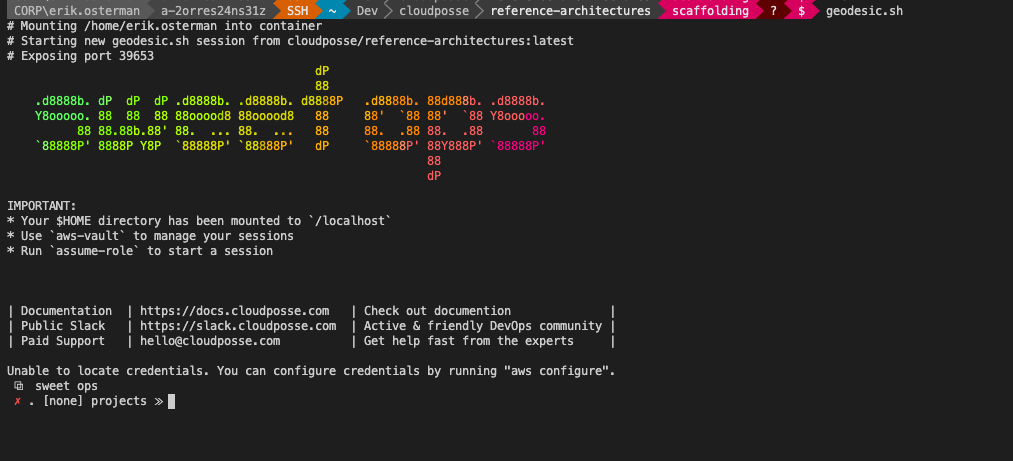 CORP\erik.osterman a-2orres24ns31z SSH ~ Dev cloudposse reference-architectures scaffolding ? $ geodesic.sh
# Mounting /home/erik.osterman into container
# Starting new geodesic.sh session from cloudposse/reference-architectures:latest
# Exposing port 39653
                                            dP
                                            88
    .d8888b. dP  dP  dP .d8888b. .d8888b. d8888P   .d8888b. 88d888b. .d8888b.
    Y8ooooo. 88  88  88 88ooood8 88ooood8   88     88'  `88 88'  `88 Y8ooooo.
          88 88.88b.88' 88.  ... 88.  ...   88     88.  .88 88.  .88       88
    `88888P' 8888P Y8P  `88888P' `88888P'   dP     `88888P' 88Y888P' `88888P'
                                                            88
                                                            dP
IMPORTANT:
* Your $HOME directory has been mounted to `/localhost`
* Use `aws-vault` to manage your sessions
* Run `assume-role` to start a session
| Documentation  | https://docs.cloudposse.com   | Check out documention              |
| Public Slack   | https://slack.cloudposse.com  | Active & friendly DevOps community |
| Paid Support   | hello@cloudposse.com          | Get help fast from the experts     |
Unable to locate credentials. You can configure credentials by running "aws configure".
⧉ sweet ops
✗ . [none] projects ≫